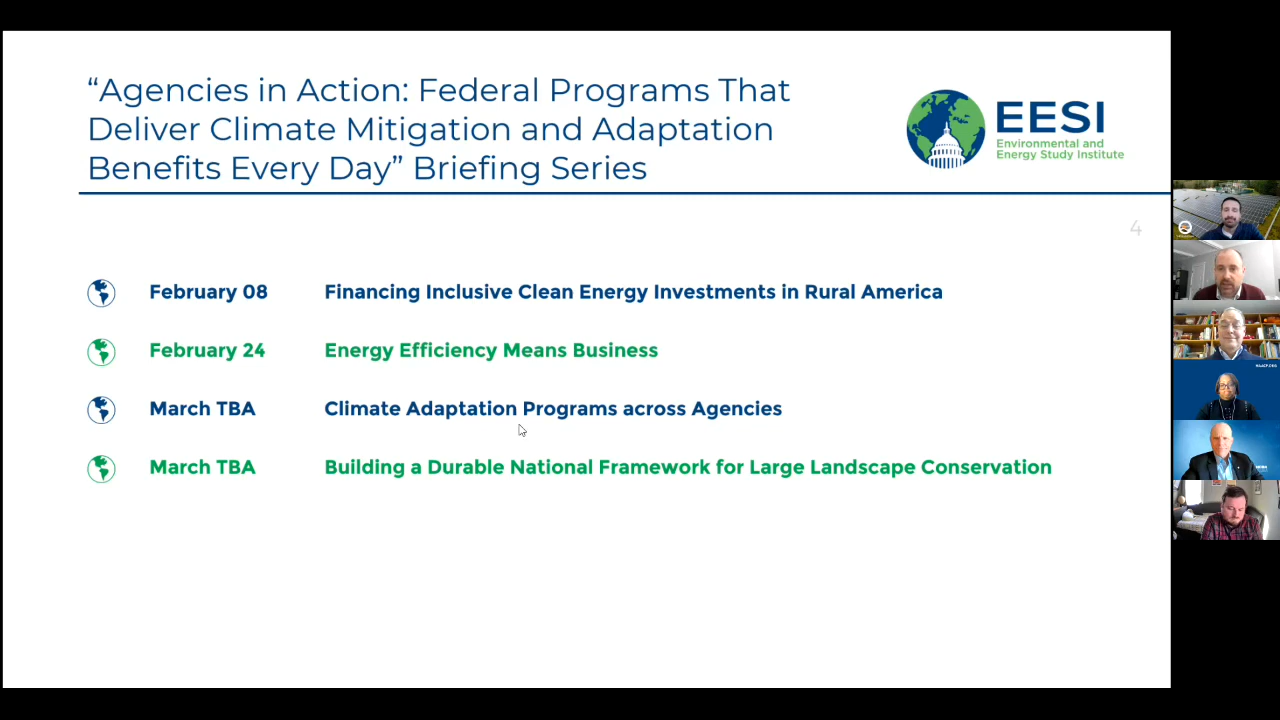 “Agencies in Action: Federal Programs That
Deliver Climate Mitigation and Adaptation
Benefits Every Day” Briefing Series
EESI
Environmental and
Energy Study Institute
4
February 08 Financing Inclusive Clean Energy Investments in Rural America
February 24 Energy Efficiency Means Business
March TBA Climate Adaptation Programs across Agencies
March TBA Building a Durable National Framework for Large Landscape Conservation
NAACP.ORG